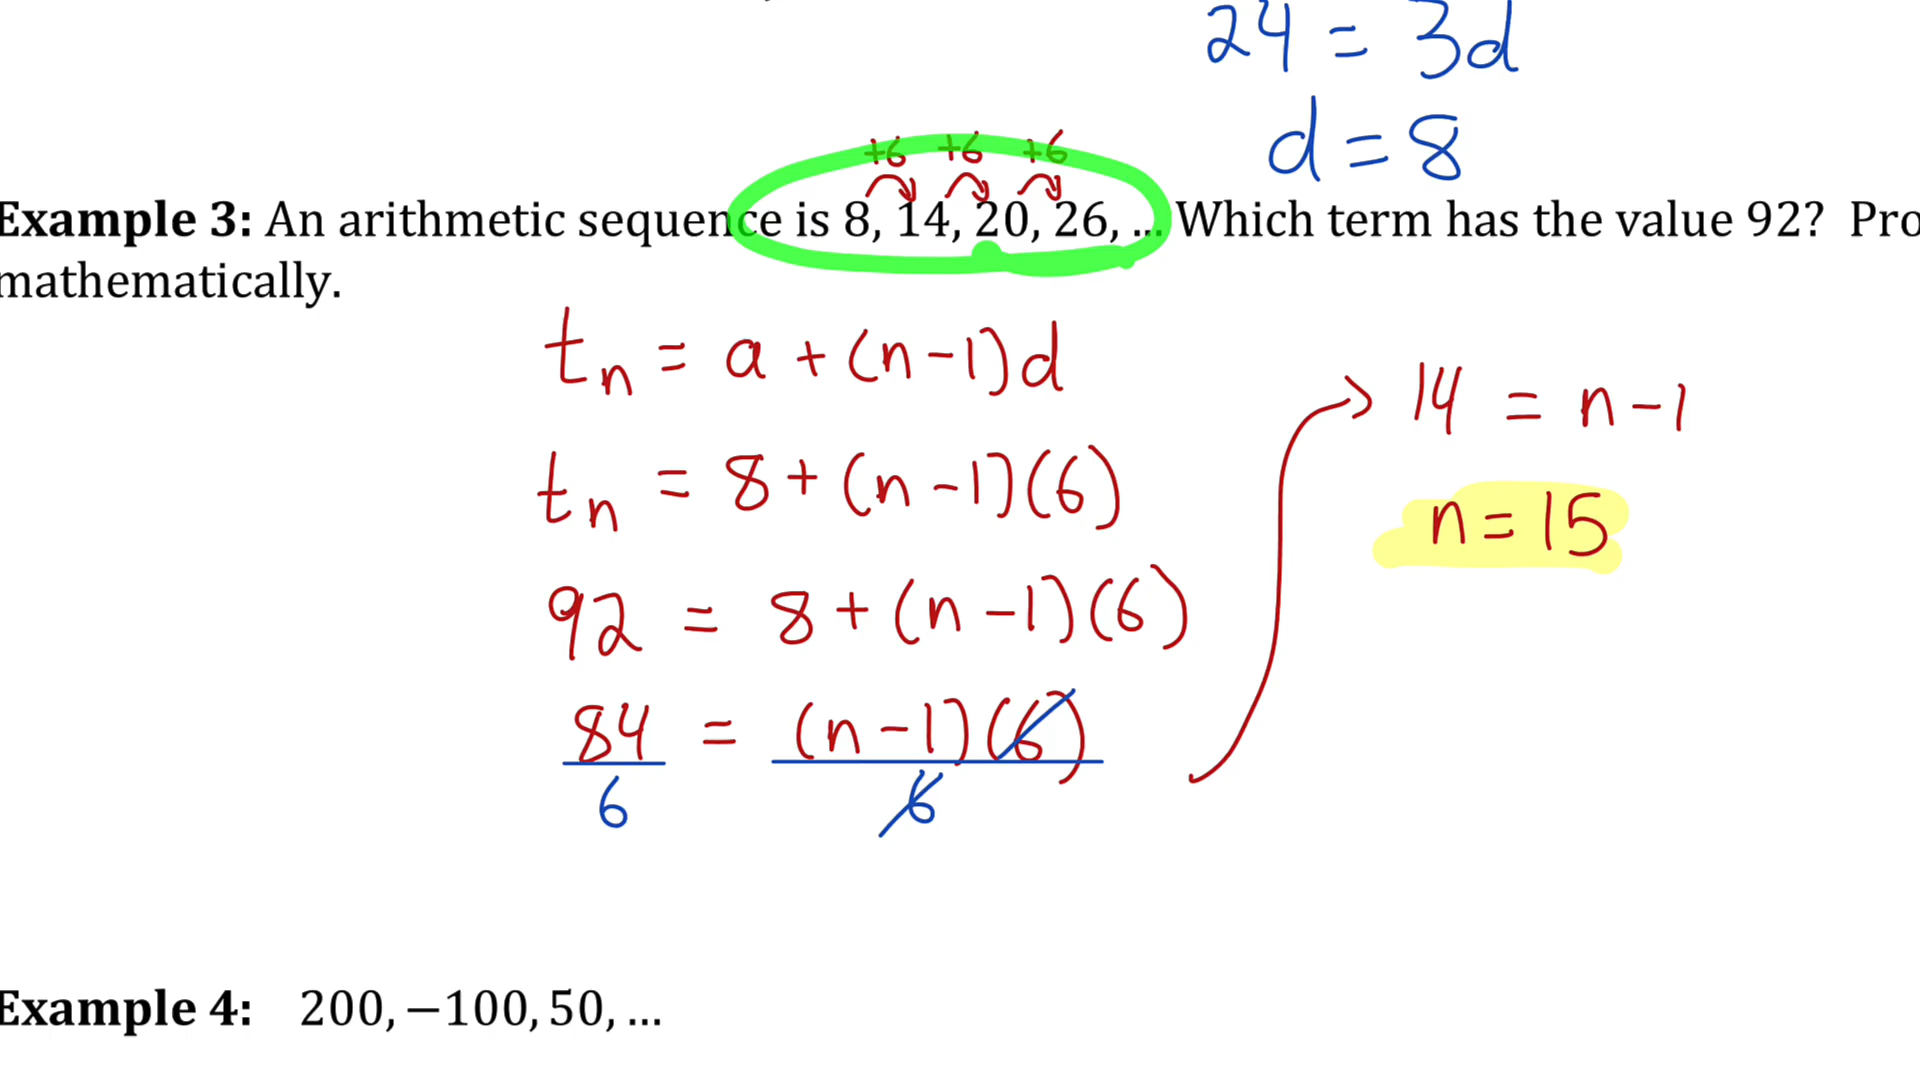 24 = 3d
d = 8
+6 +6 +6
Example 3: An arithmetic sequence is 8, 14, 20, 26, ... Which term has the value 92? Pro
mathematically.
tn = a + (n-1)d
tn = 8 + (n-1)(6)
92 = 8 + (n-1)(6)
84 = (n-1)(6)
6 6
14 = n-1
n = 15
Example 4: 200, −100, 50, ...